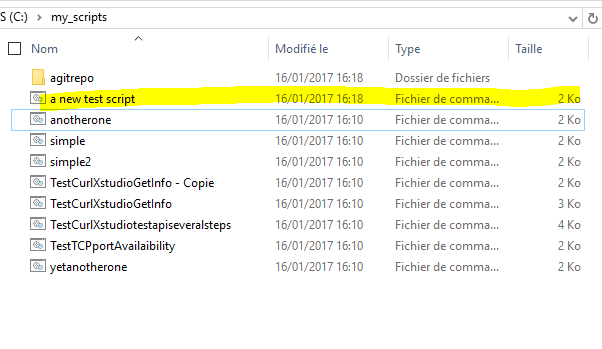 S (C:) > my_scripts
Nom Modifié le Type Taille
agitrepo 16/01/2017 16:18 Dossier de fichiers
a new test script 16/01/2017 16:18 Fichier de comma... 2 Ko
anotherone 16/01/2017 16:10 Fichier de comma... 2 Ko
simple 16/01/2017 16:10 Fichier de comma... 2 Ko
simple2 16/01/2017 16:10 Fichier de comma... 2 Ko
TestCurlXstudioGetInfo - Copie 16/01/2017 16:10 Fichier de comma... 2 Ko
TestCurlXstudioGetInfo 16/01/2017 16:10 Fichier de comma... 3 Ko
TestCurlXstudiotestapiseveralsteps 16/01/2017 16:10 Fichier de comma... 4 Ko
TestTCPportAvailaibility 16/01/2017 16:10 Fichier de comma... 2 Ko
yetanotherone 16/01/2017 16:10 Fichier de comma... 2 Ko